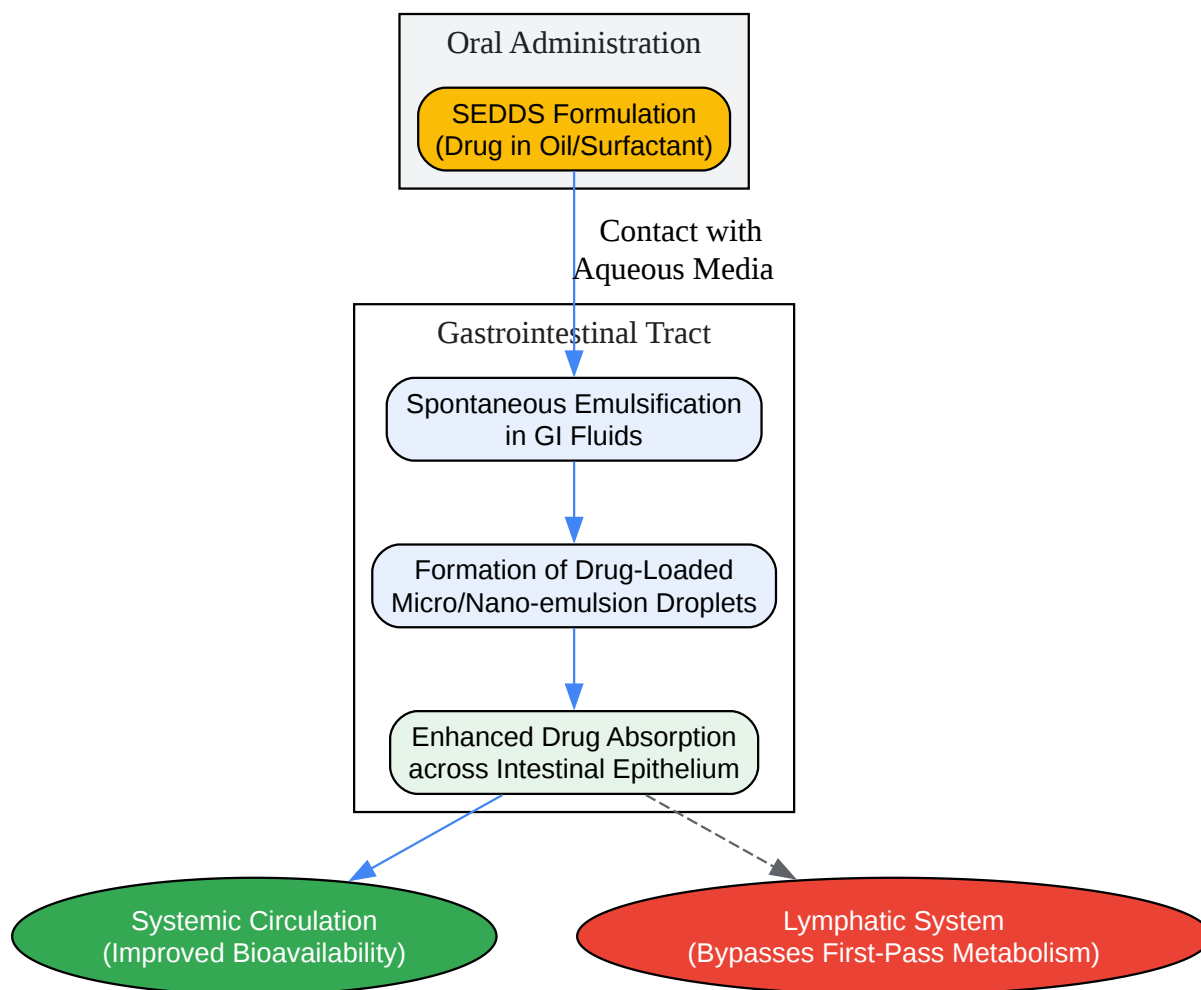 Oral Administration
SEDDS Formulation
(Drug in Oil/Surfactant)
Contact with
Aqueous Media
Gastrointestinal Tract
Spontaneous Emulsification
in GI Fluids
Formation of Drug-Loaded
Micro/Nano-emulsion Droplets
Enhanced Drug Absorption
across Intestinal Epithelium
Systemic Circulation
(Improved Bioavailability)
Lymphatic System
(Bypasses First-Pass Metabolism)